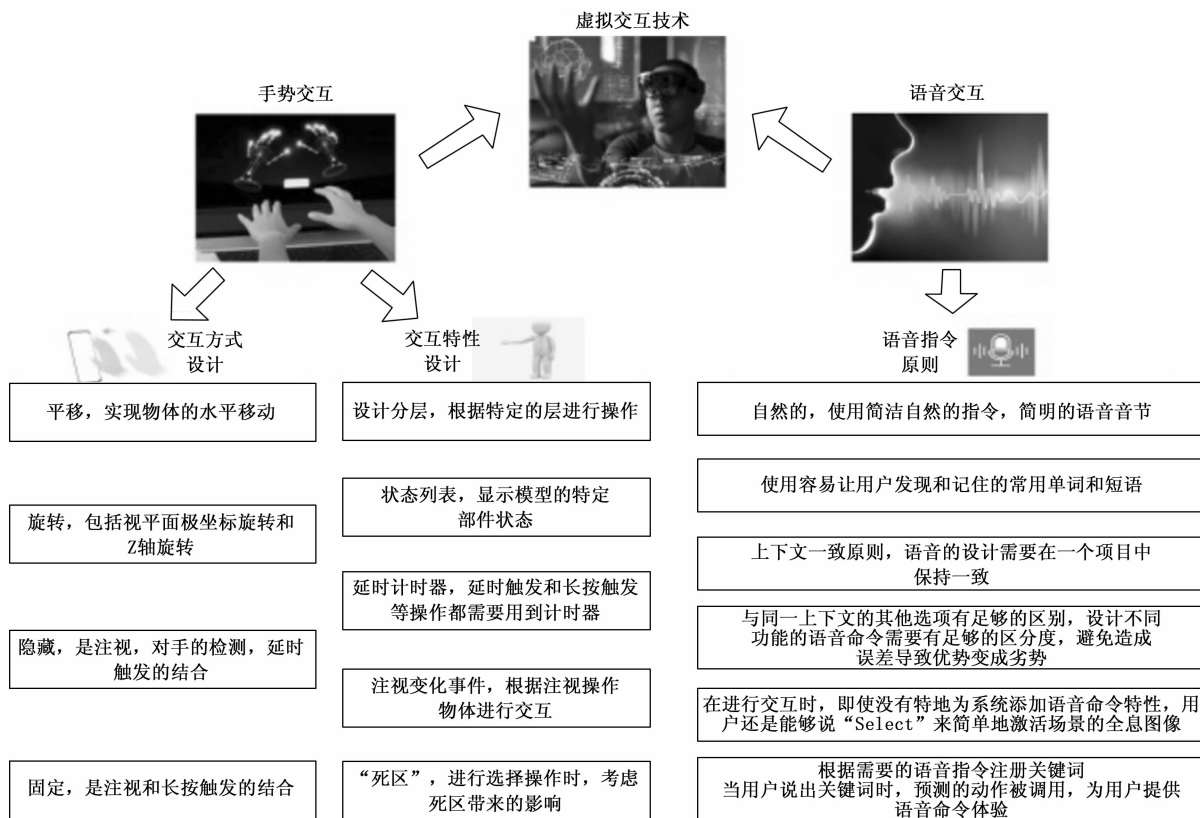 虚拟交互技术
手势交互
语音交互
交互方式
设计
交互特性
设计
语音指令
原则
平移，实现物体的水平移动
旋转，包括视平面极坐标旋转和
Z轴旋转
隐藏，是注视，对手的检测，延时
触发的结合
固定，是注视和长按触发的结合
设计分层，根据特定的层进行操作
状态列表，显示模型的特定
部件状态
延时计时器，延时触发和长按触发
等操作都需要用到计时器
注视变化事件，根据注视操作
物体进行交互
“死区”，进行选择操作时，考虑
死区带来的影响
自然的，使用简洁自然的指令，简明的语音音节
使用容易让用户发现和记住的常用单词和短语
上下文一致原则，语音的设计需要在一个项目中
保持一致
与同一上下文的其他选项有足够的区别，设计不同
功能的语音命令需要有足够的区分度，避免造成
误差导致优势变成劣势
在进行交互时，即使没有特地为系统添加语音命令特性，用
户还是能够说“Select”来简单地激活场景的全息图像
根据需要的语音指令注册关键词
当用户说出关键词时，预测的动作被调用，为用户提供
语音命令体验